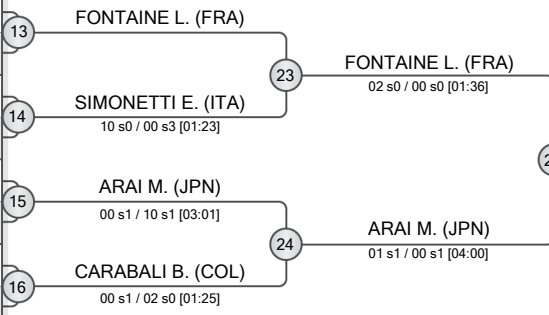 13
FONTAINE L. (FRA)
23
FONTAINE L. (FRA)
02 s0 / 00 s0 [01:36]
14
SIMONETTI E. (ITA)
10 s0 / 00 s3 [01:23]
15
ARAI M. (JPN)
00 s1 / 10 s1 [03:01]
24
ARAI M. (JPN)
01 s1 / 00 s1 [04:00]
16
CARABALI B. (COL)
00 s1 / 02 s0 [01:25]